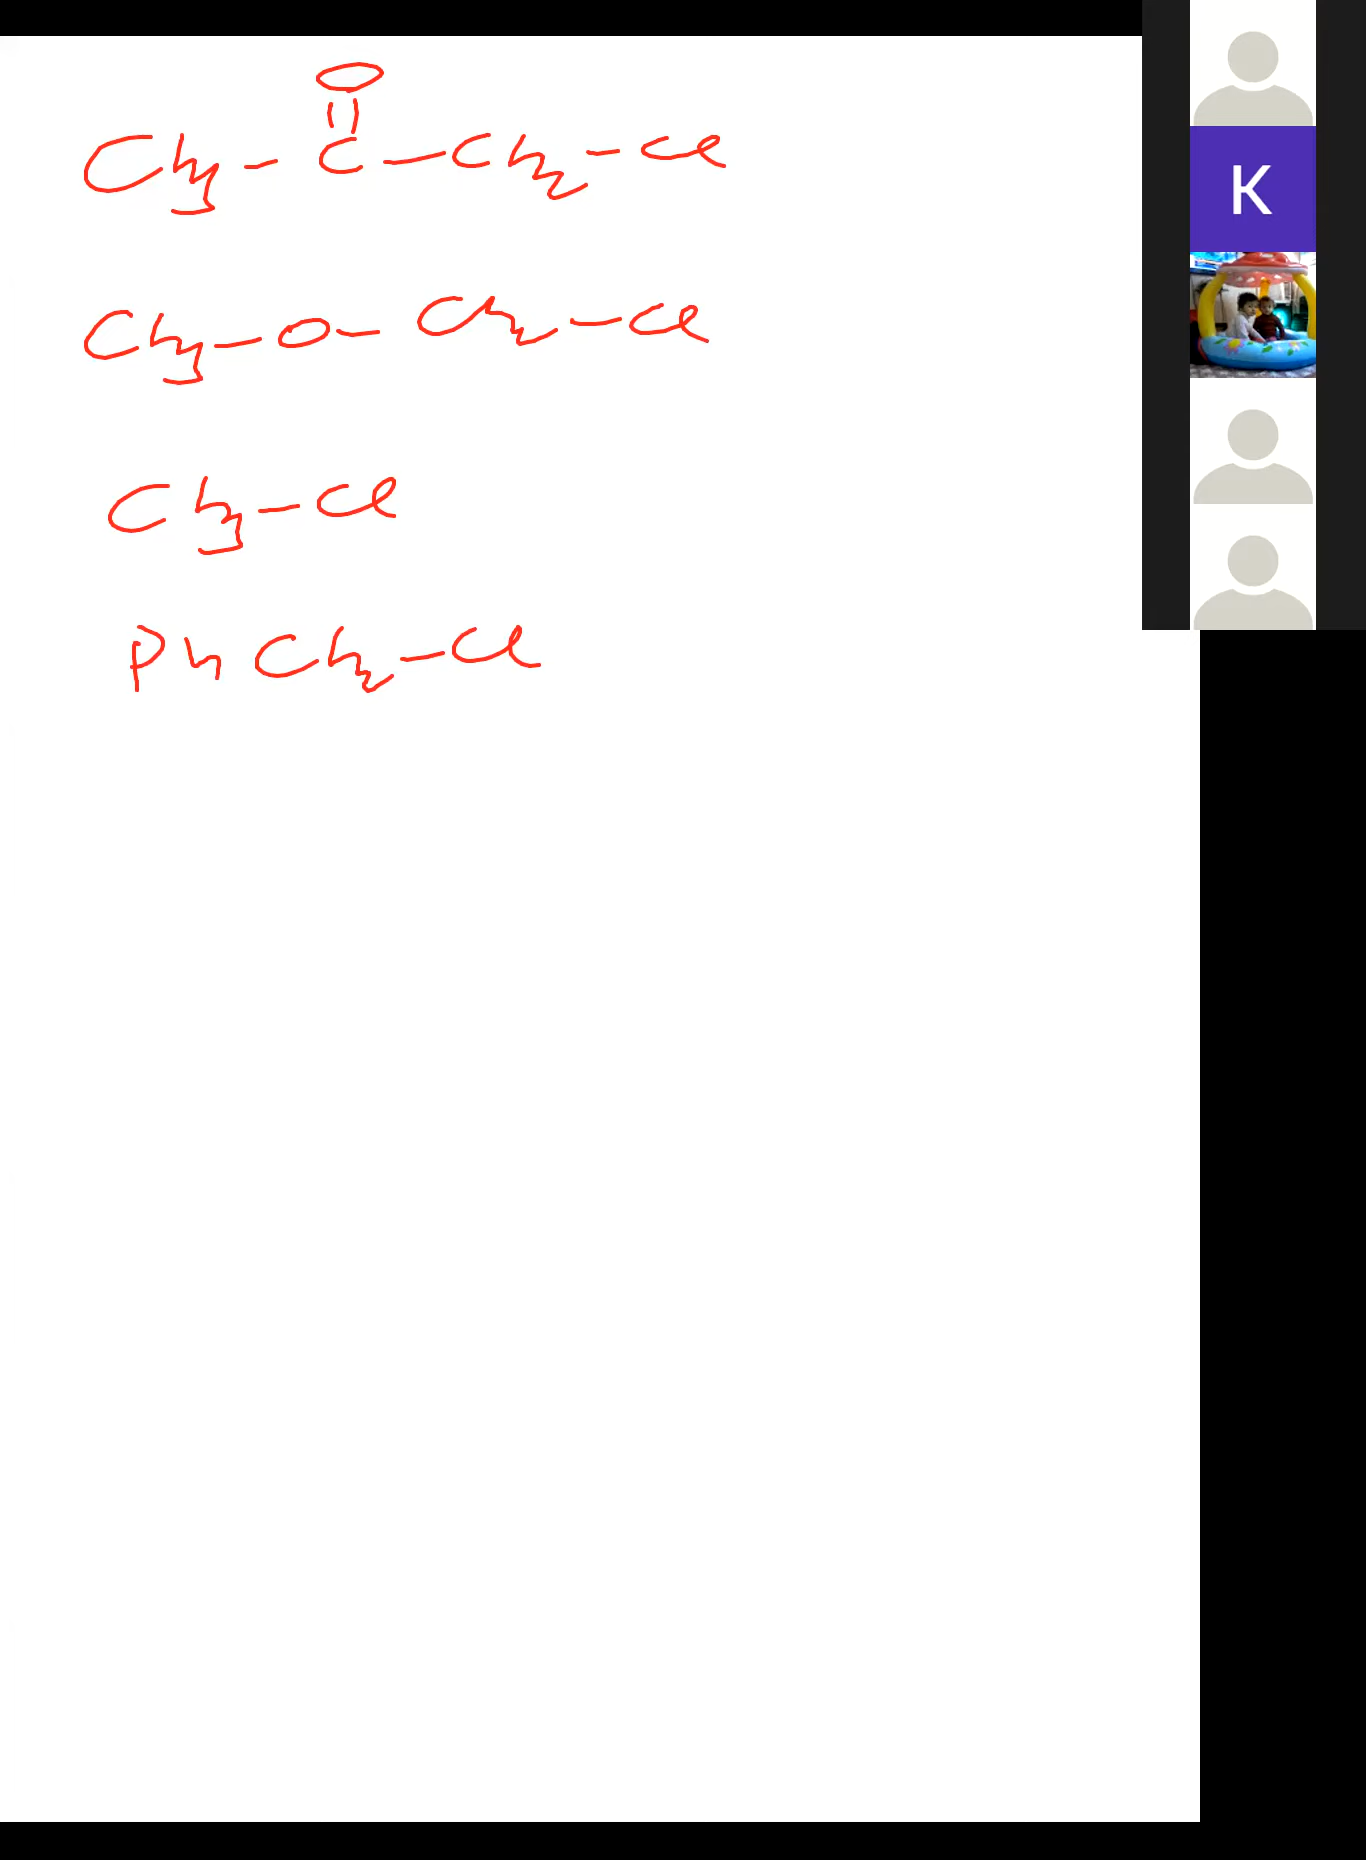 O
||
CH3 - C - CH2 - Cl
K
CH3 - O - CH2 - Cl
CH3 - Cl
Ph CH2 - Cl